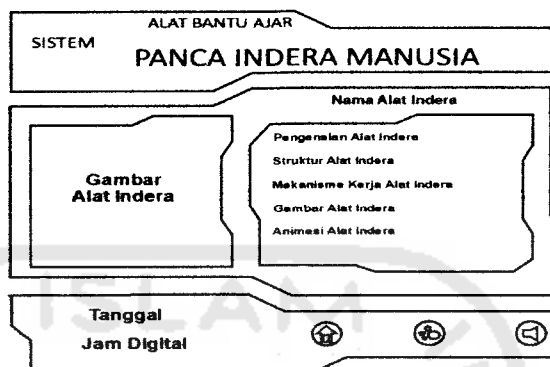 ALAT BANTU AJAR
SISTEM
PANCA INDERA MANUSIA
Nama Alat Indera
Gambar
Alat Indera
Pengenalan Alat Indera
Struktur Alat Indera
Mekanisme Kerja Alat Indera
Gambar Alat Indera
Animasi Alat Indera
ISLAM
Tanggal
Jam Digital